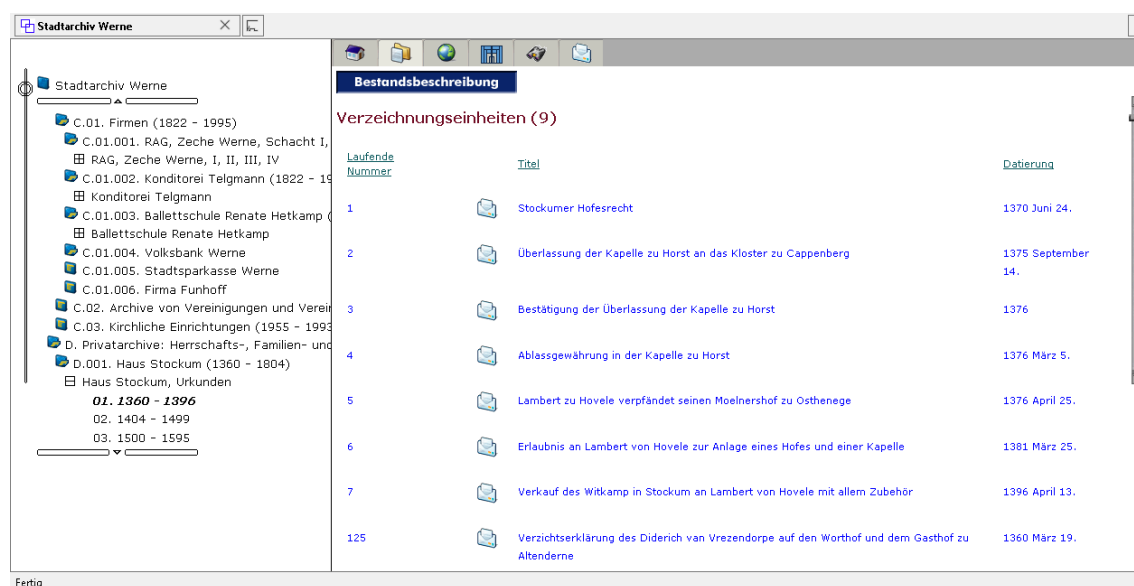 Stadtarchiv Werne
Stadtarchiv Werne
C.01. Firmen (1822 - 1995)
C.01.001. RAG, Zeche Werne, Schacht I,
RAG, Zeche Werne, I, II, III, IV
C.01.002. Konditorei Telgmann (1822 - 19
Konditorei Telgmann
C.01.003. Ballettschule Renate Hetkamp (
Ballettschule Renate Hetkamp
C.01.004. Volksbank Werne
C.01.005. Stadtsparkasse Werne
C.01.006. Firma Funhoff
C.02. Archive von Vereinigungen und Verein
C.03. Kirchliche Einrichtungen (1955 - 1993
D. Privatarchive: Herrschafts-, Familien- und
D.001. Haus Stockum (1360 - 1804)
Haus Stockum, Urkunden
01. 1360 - 1396
02. 1404 - 1499
03. 1500 - 1595
Bestandsbeschreibung
Verzeichnungseinheiten (9)
Laufende
Nummer
Titel
Datierung
1 Stockumer Hofesrecht 1370 Juni 24.
2 Überlassung der Kapelle zu Horst an das Kloster zu Cappenberg 1375 September
14.
3 Bestätigung der Überlassung der Kapelle zu Horst 1376
4 Ablassgewährung in der Kapelle zu Horst 1376 März 5.
5 Lambert zu Hovele verpfändet seinen Moelnershof zu Osthenege 1376 April 25.
6 Erlaubnis an Lambert von Hovele zur Anlage eines Hofes und einer Kapelle 1381 März 25.
7 Verkauf des Witkamp in Stockum an Lambert von Hovele mit allem Zubehör 1396 April 13.
125 Verzichtserklärung des Diderich van Vrezendorpe auf den Worthof und dem Gasthof zu 1360 März 19.
Altenderne
Fertig